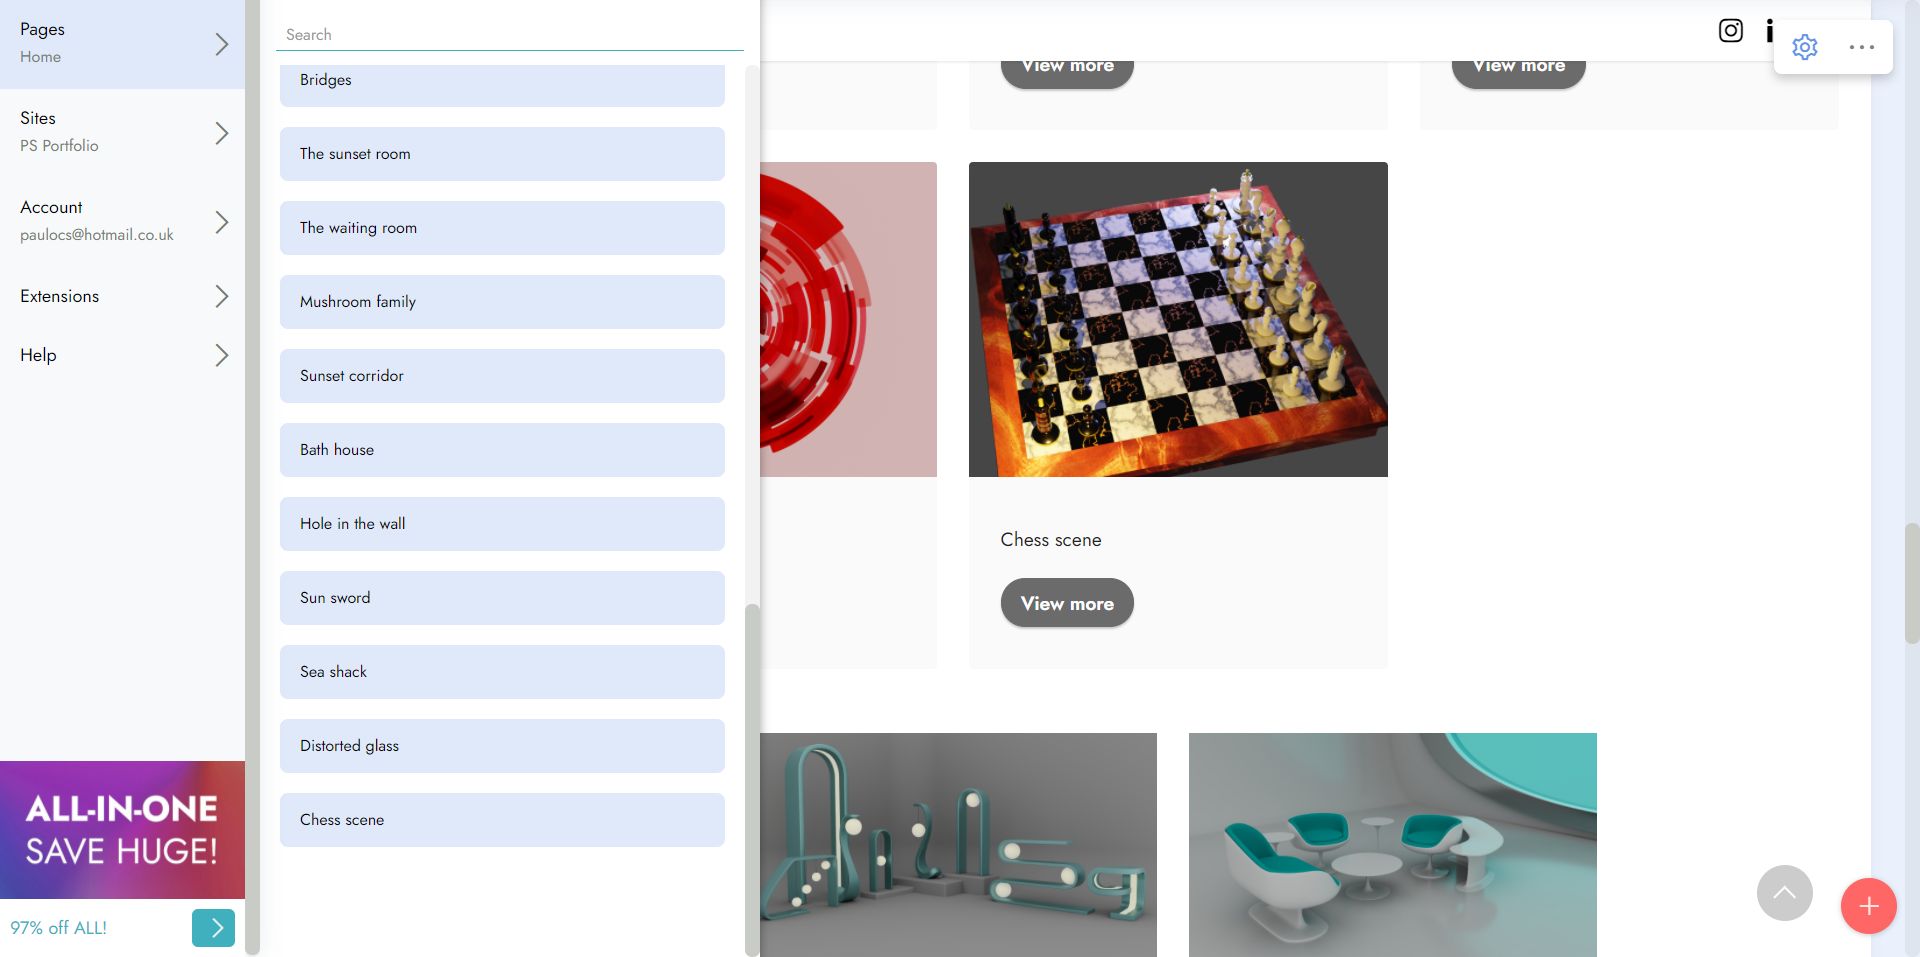 Pages
Home
Sites
PS Portfolio
Account
paulocs@hotmail.co.uk
Extensions
Help
ALL-IN-ONE
SAVE HUGE!
97% off ALL!
Search
Bridges
The sunset room
The waiting room
Mushroom family
Sunset corridor
Bath house
Hole in the wall
Sun sword
Sea shack
Distorted glass
Chess scene
View more
View more
Chess scene
View more